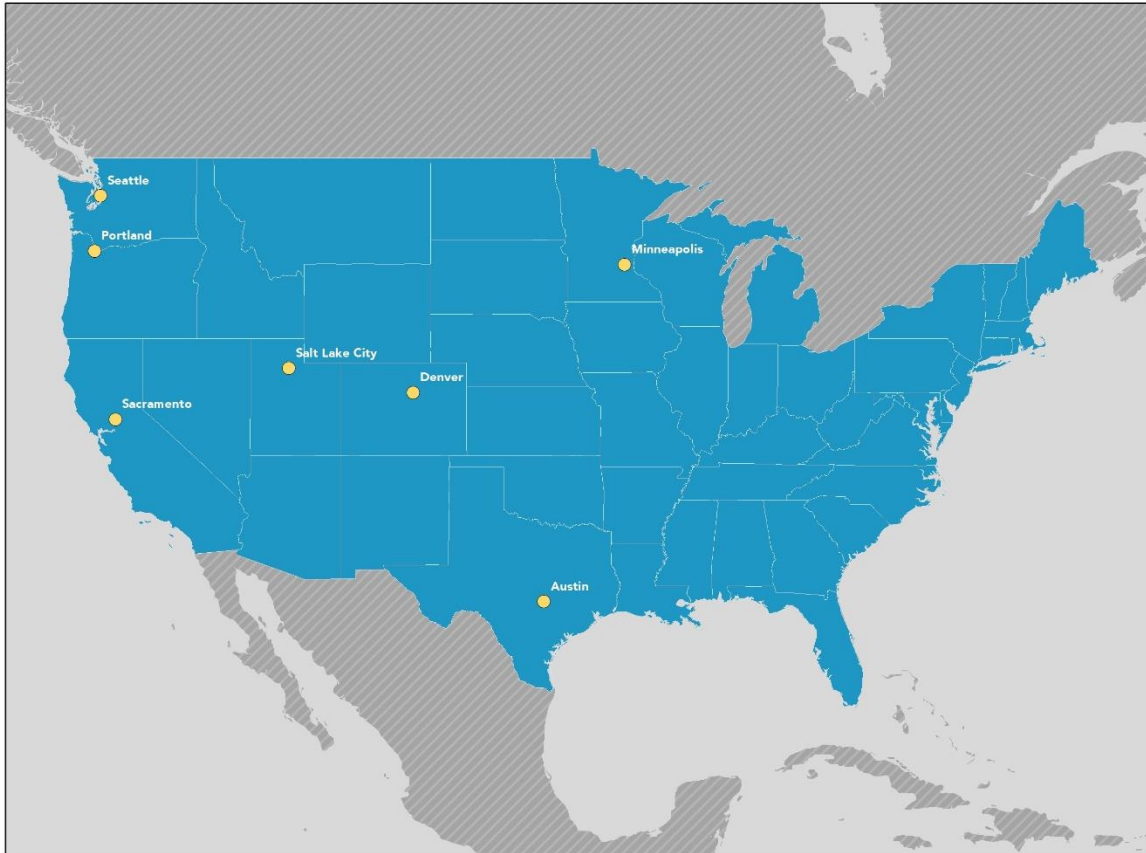 Seattle
Portland
Minneapolis
Salt Lake City
Denver
Sacramento
Austin